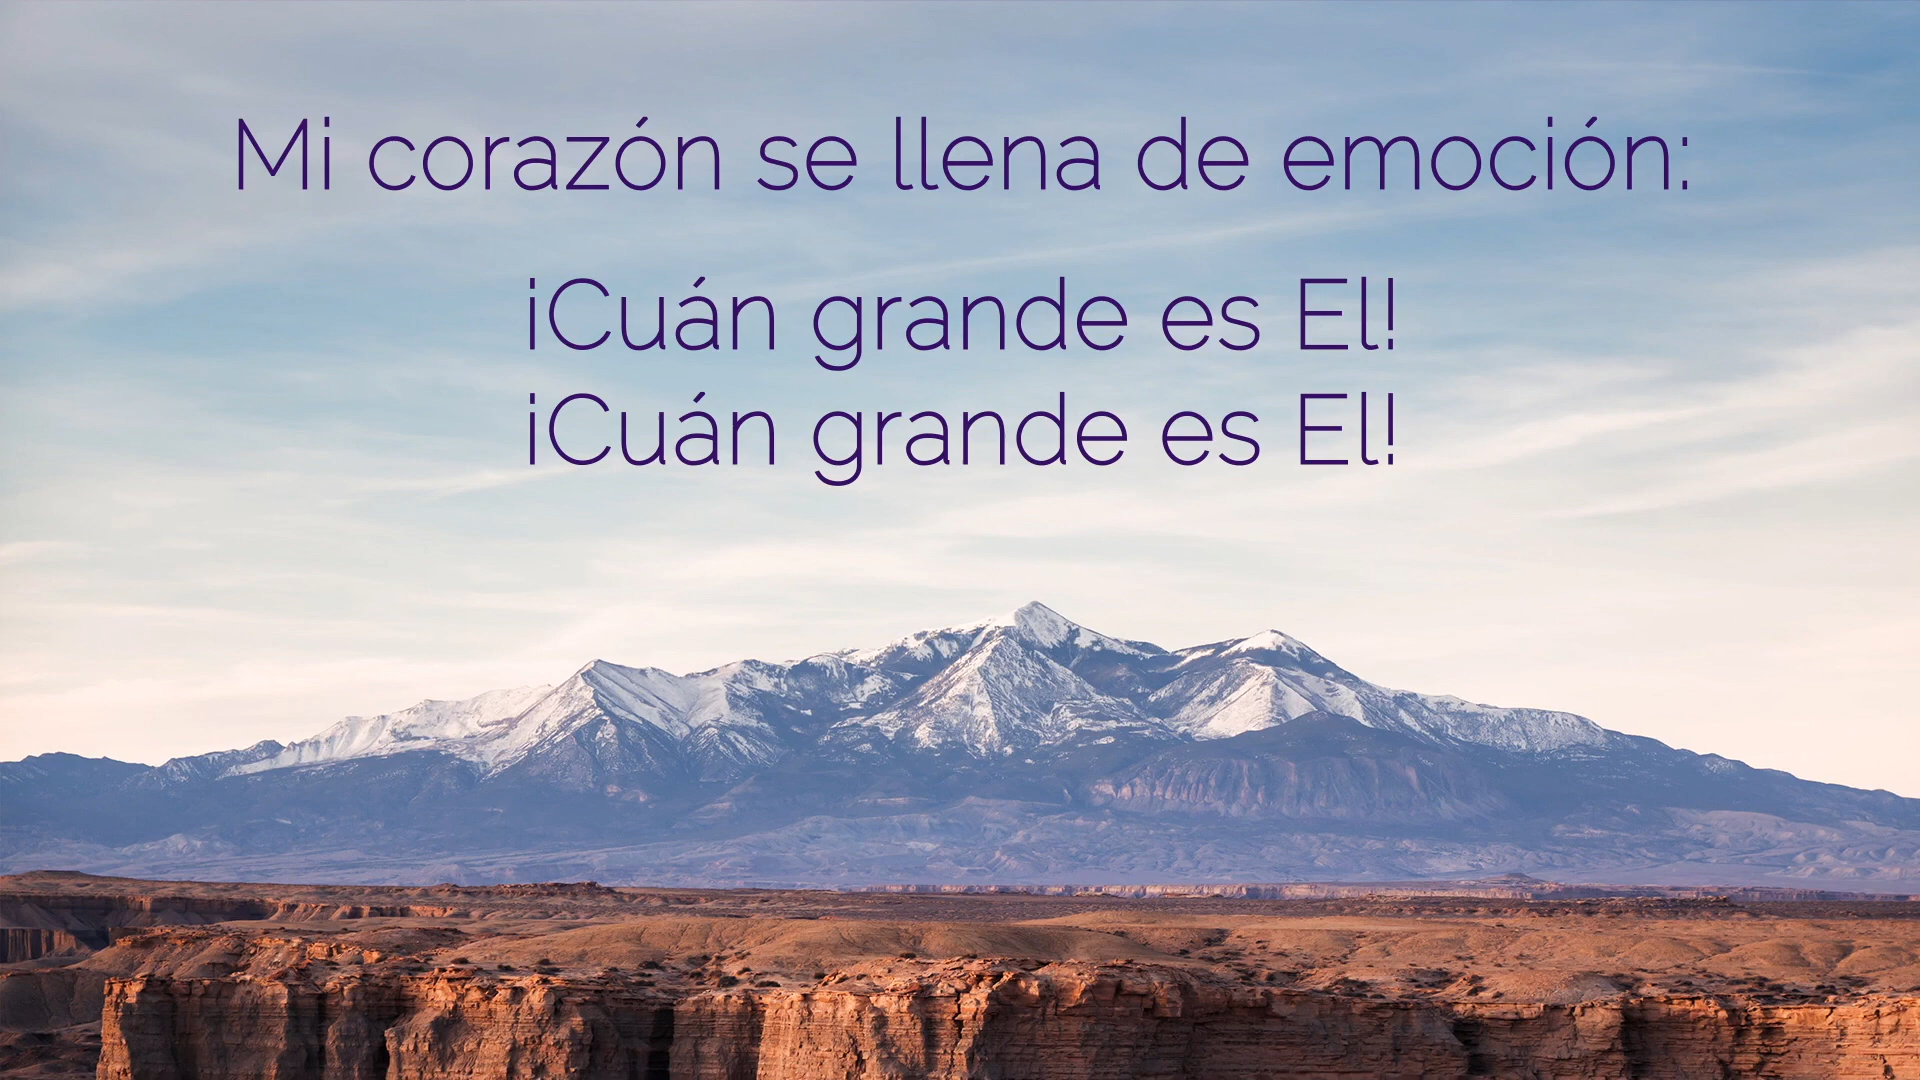 Mi corazón se llena de emoción:
¡Cuán grande es El!
¡Cuán grande es El!